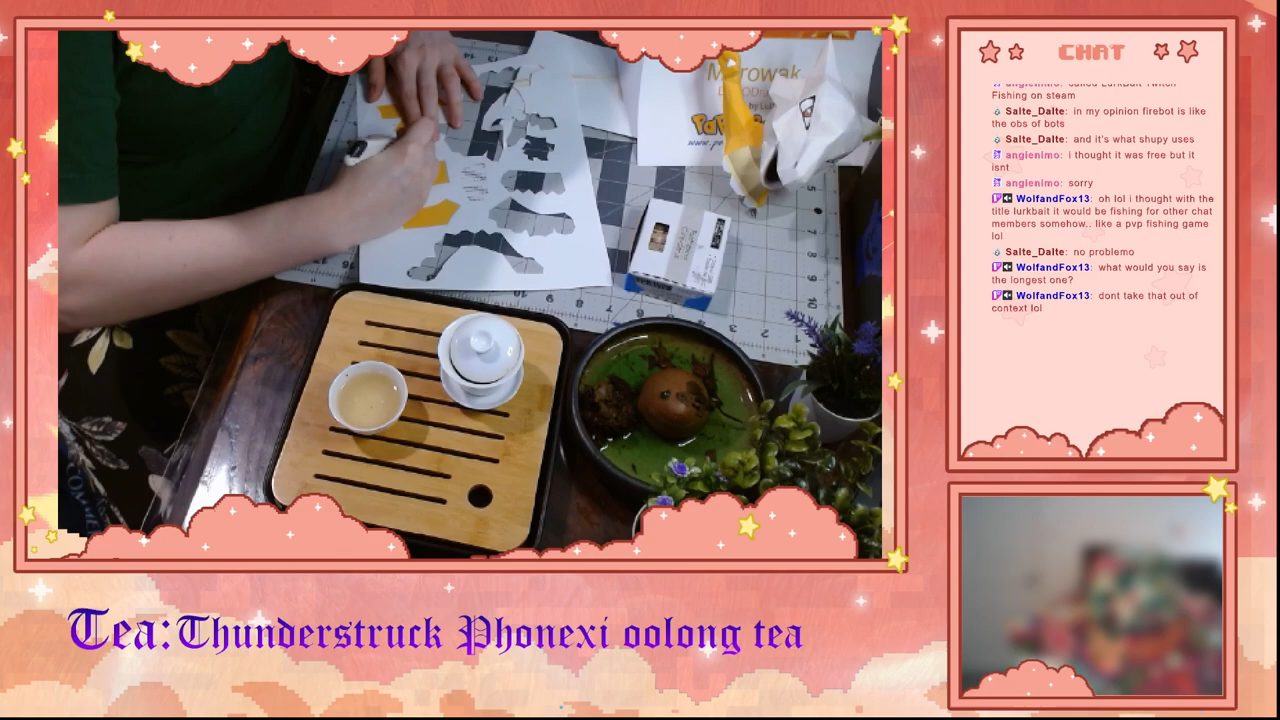 CHAT
Fishing on steam
Salte_Dalte: in my opinion firebot is like
the obs of bots
Salte_Dalte: and it's what shupy uses
angienimo: i thought it was free but it
isnt
angienimo: sorry
WolfandFox13: oh lol i thought with the
title lurkbait it would be fishing for other chat
members somehow.. like a pvp fishing game
lol
Salte_Dalte: no problemo
WolfandFox13: what would you say is
the longest one?
WolfandFox13: dont take that out of
context lol
Tea:Thunderstruck Phonexi oolong tea